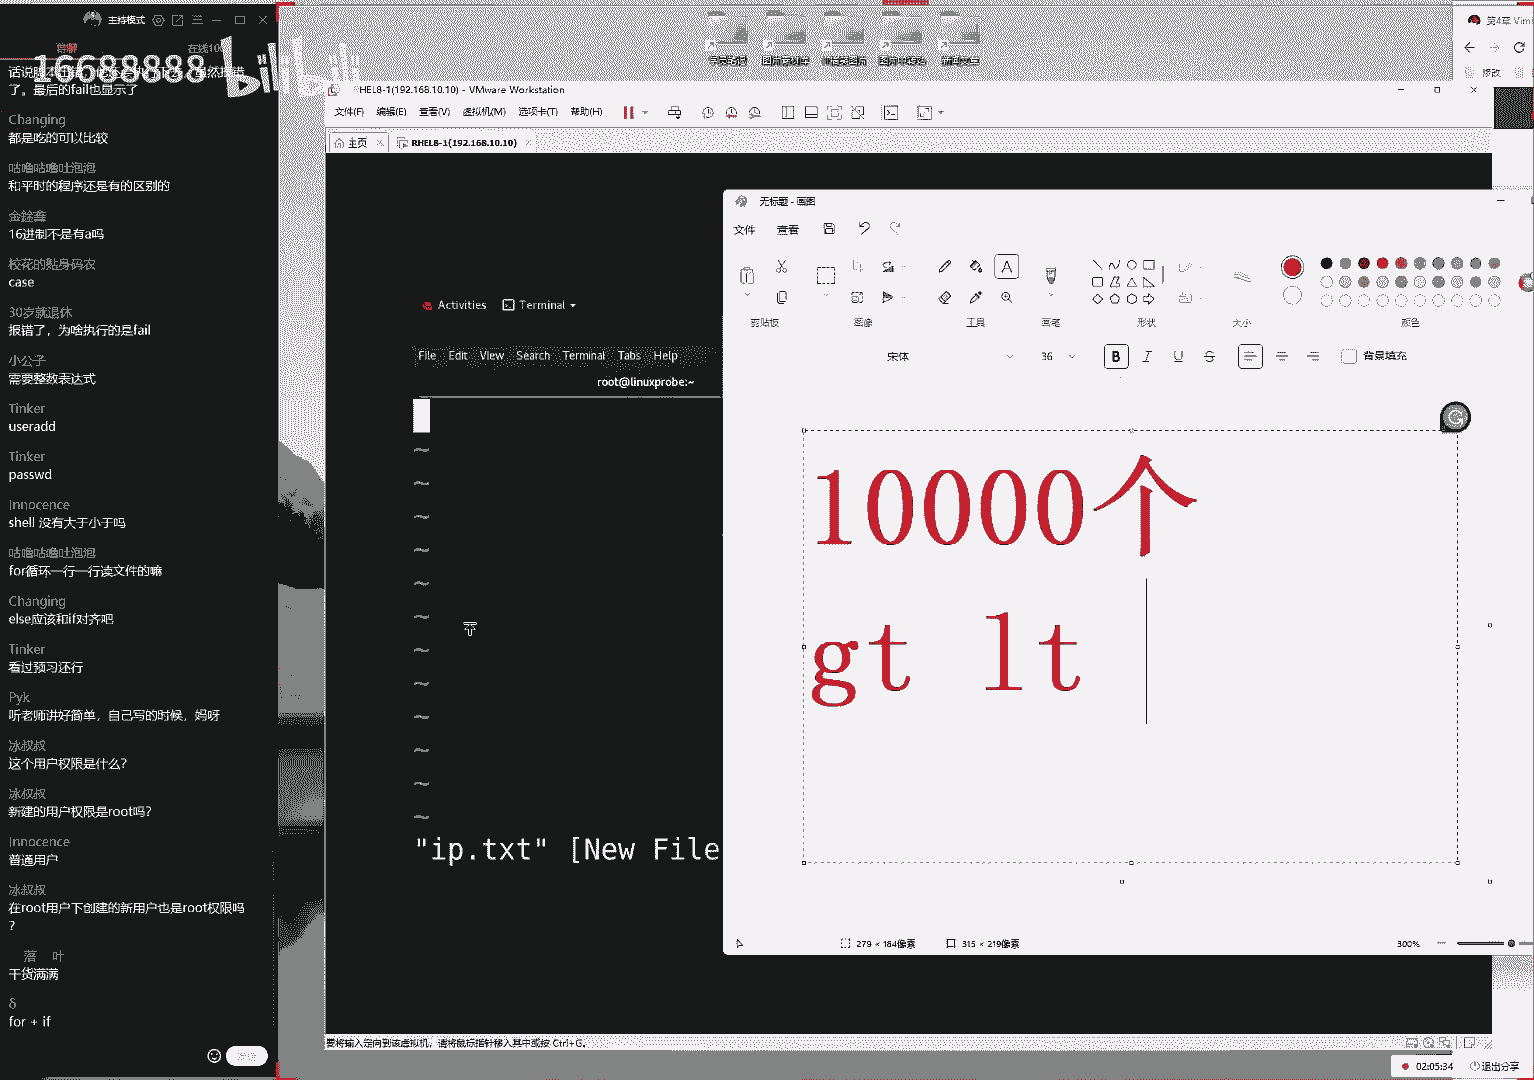 主持模式
群聊
16688888
bilibili
了。最后的fail也显示了
Changing
都是吃的可以比较
咕噜咕噜吐泡泡
和平时的程序还是有的区别的
金銓鑫
16进制不是有a吗
校花的貼身码农
case
30岁就退休
报错了，为啥执行的是fail
小公子
需要整数表达式
Tinker
useradd
Tinker
passwd
Innocence
shell 没有大于小于吗
咕噜咕噜吐泡泡
for循环一行一行读文件的嘛
Changing
else应该和if对齐吧
Tinker
看过预习还行
Pyk
听老师讲好简单，自己写的时候，妈呀
冰叔叔
这个用户权限是什么?
冰叔叔
新建的用户权限是root吗?
Innocence
普通用户
冰叔叔
在root用户下创建的新用户也是root权限吗
?
落 叶
干货满满
δ
for + if
RHEL8-1(192.168.10.10) - VMware Workstation
文件(F) 编辑(E) 查看(V) 虚拟机(M) 选项卡(T) 帮助(H)
主页
RHEL8-1(192.168.10.10)
Activities
Terminal
File Edit View Search Terminal Tabs Help
root@linuxprobe:~
~
~
~
~
~
~
~
~
~
~
~
~
"ip.txt" [New File
无标题 - 画图
文件 查看
剪贴板 图像 工具 画笔 形状 大小 颜色
宋体 36 B I U S 背景填充
10000个
gt lt
279 × 184像素
315 × 219像素
300%
要将输入定向到该虚拟机，请将鼠标指针移入其中或按 Ctrl+G。
02:05:34
退出分享